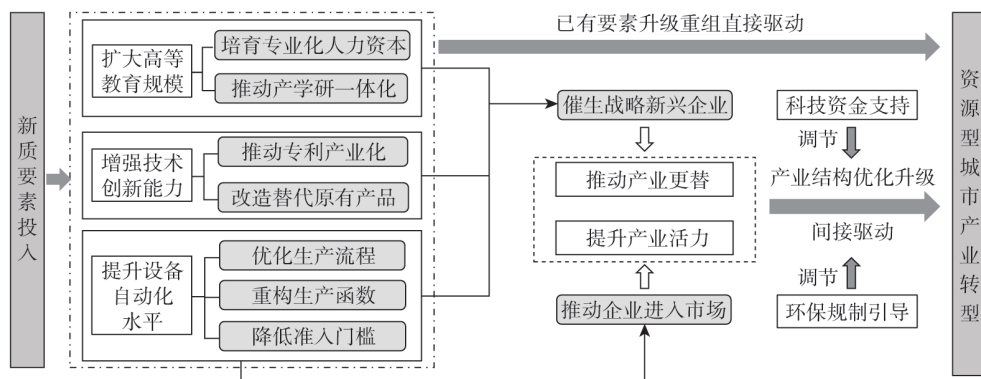 新质要素投入
扩大高等
教育规模
培育专业化人力资本
推动产学研一体化
增强技术
创新能力
推动专利产业化
改造替代原有产品
提升设备
自动化
水平
优化生产流程
重构生产函数
降低准入门槛
已有要素升级重组直接驱动
催生战略新兴企业
推动产业更替
提升产业活力
推动企业进入市场
科技资金支持
调节
产业结构优化升级
间接驱动
调节
环保规制引导
资源型城市产业转型